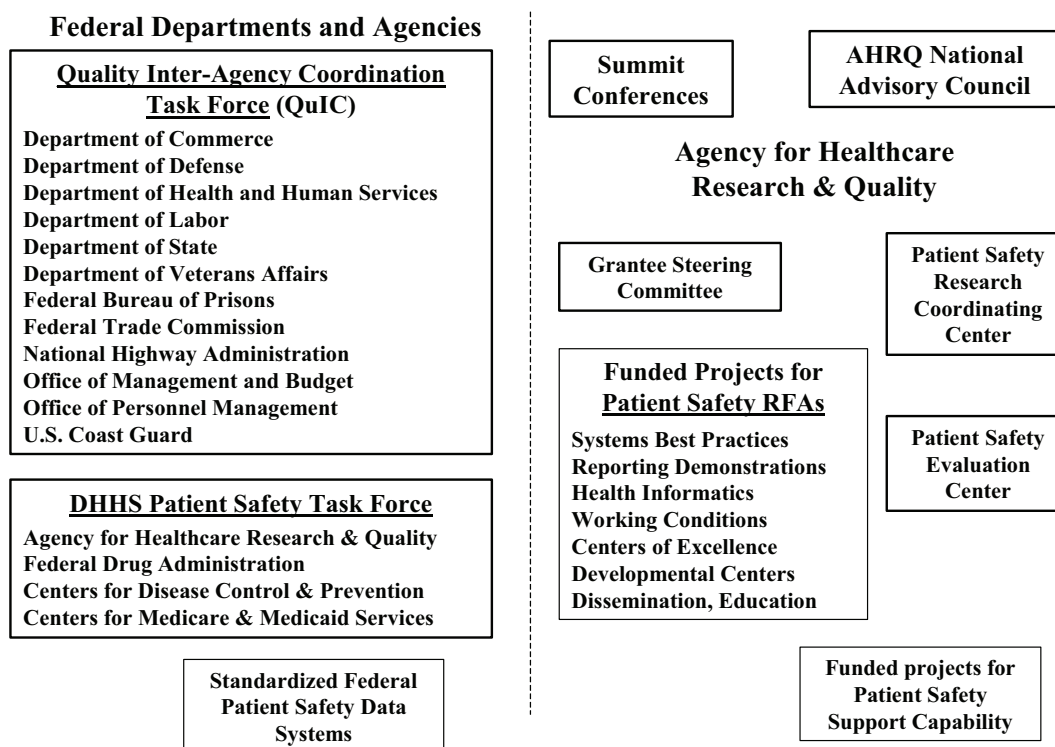 Federal Departments and Agencies
Quality Inter-Agency Coordination
Task Force (QuIC)
Department of Commerce
Department of Defense
Department of Health and Human Services
Department of Labor
Department of State
Department of Veterans Affairs
Federal Bureau of Prisons
Federal Trade Commission
National Highway Administration
Office of Management and Budget
Office of Personnel Management
U.S. Coast Guard
DHHS Patient Safety Task Force
Agency for Healthcare Research & Quality
Federal Drug Administration
Centers for Disease Control & Prevention
Centers for Medicare & Medicaid Services
Standardized Federal
Patient Safety Data
Systems
Summit
Conferences
AHRQ National
Advisory Council
Agency for Healthcare
Research & Quality
Grantee Steering
Committee
Patient Safety
Research
Coordinating
Center
Funded Projects for
Patient Safety RFAs
Systems Best Practices
Reporting Demonstrations
Health Informatics
Working Conditions
Centers of Excellence
Developmental Centers
Dissemination, Education
Patient Safety
Evaluation
Center
Funded projects for
Patient Safety
Support Capability